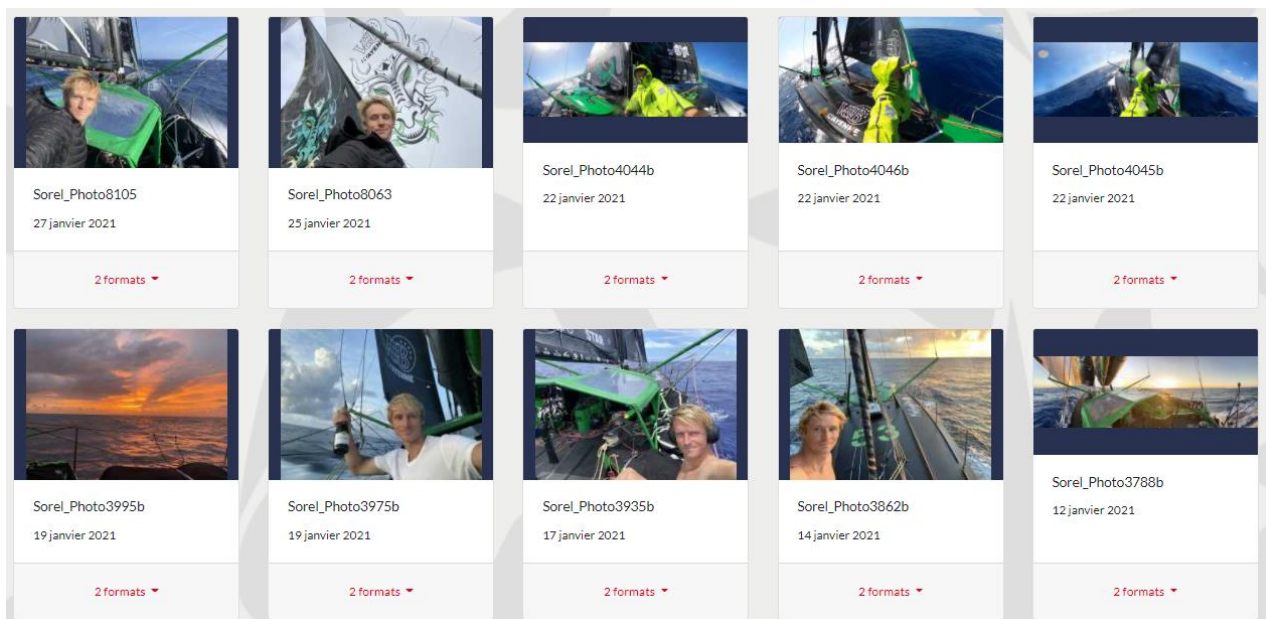 Sorel_Photo8105
27 janvier 2021
2 formats
Sorel_Photo8063
25 janvier 2021
2 formats
Sorel_Photo4044b
22 janvier 2021
2 formats
Sorel_Photo4046b
22 janvier 2021
2 formats
Sorel_Photo4045b
22 janvier 2021
2 formats
Sorel_Photo3995b
19 janvier 2021
2 formats
Sorel_Photo3975b
19 janvier 2021
2 formats
Sorel_Photo3935b
17 janvier 2021
2 formats
Sorel_Photo3862b
14 janvier 2021
2 formats
Sorel_Photo3788b
12 janvier 2021
2 formats